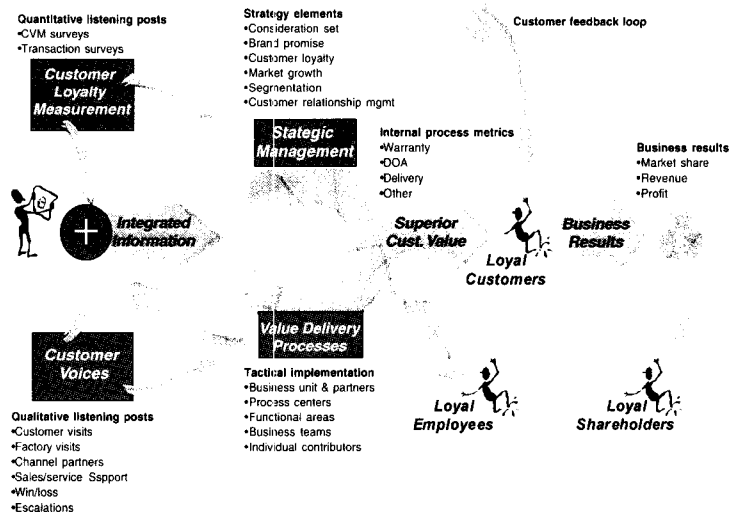 Quantitative listening posts
•CVM surveys
•Transaction surveys
Customer
Loyalty
Measurement
Strategy elements
•Consideration set
•Brand promise
•Customer loyalty
•Market growth
•Segmentation
•Customer relationship mgmt
Stategic
Management
Customer feedback loop
Internal process metrics
•Warranty
•DOA
•Delivery
•Other
Business results
•Market share
•Revenue
•Profit
+
Integrated
Information
Superior
Cust. Value
Loyal
Customers
Business
Results
Customer
Voices
Value Delivery
Processes
Qualitative listening posts
•Customer visits
•Factory visits
•Channel partners
•Sales/service Sspport
•Win/loss
•Escalations
Tactical implementation
•Business unit & partners
•Process centers
•Functional areas
•Business teams
•Individual contributors
Loyal
Employees
Loyal
Shareholders